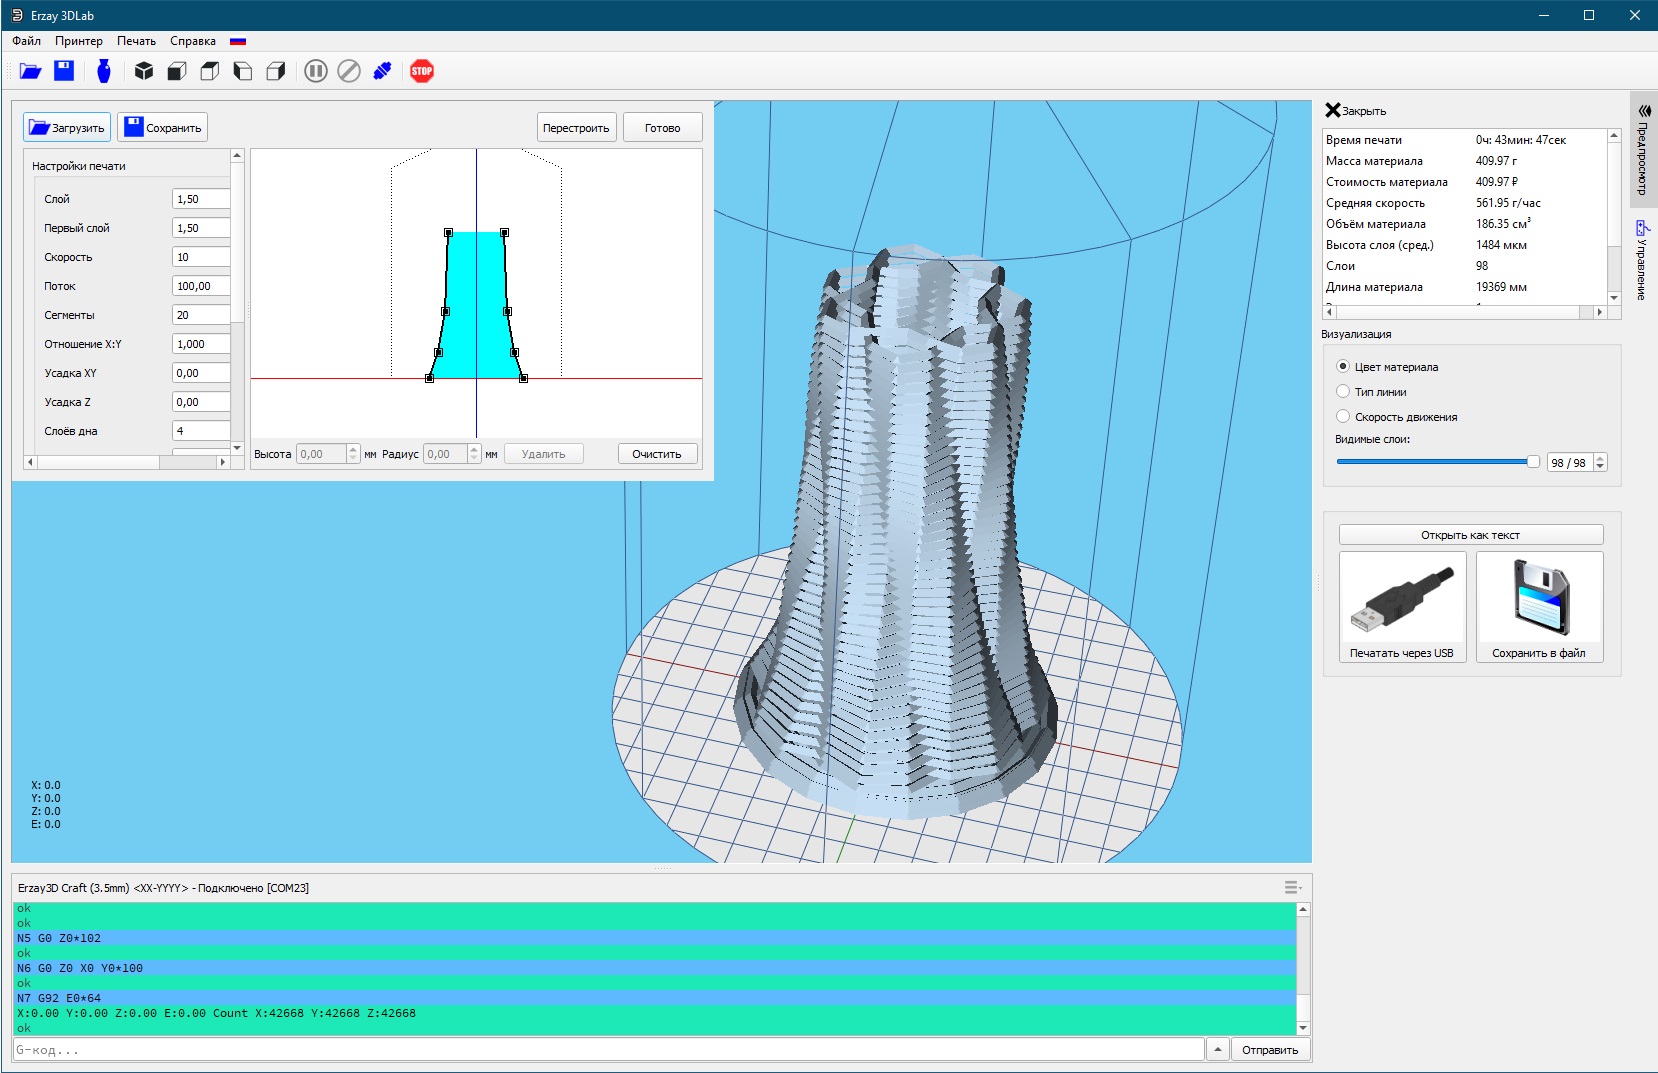 Erzay 3DLab
Файл Принтер Печать Справка
STOP
Загрузить Сохранить Перестроить Готово
Настройки печати
Слой 1,50
Первый слой 1,50
Скорость 10
Поток 100,00
Сегменты 20
Отношение X:Y 1,000
Усадка XY 0,00
Усадка Z 0,00
Слоёв дна 4
Высота 0,00 мм Радиус 0,00 мм Удалить Очистить
X: 0.0
Y: 0.0
Z: 0.0
E: 0.0
Закрыть
Время печати 0ч: 43мин: 47сек
Масса материала 409.97 г
Стоимость материала 409.97 ₽
Средняя скорость 561.95 г/час
Объём материала 186.35 см³
Высота слоя (сред.) 1484 мкм
Слои 98
Длина материала 19369 мм
Визуализация
Цвет материала
Тип линии
Скорость движения
Видимые слои:
98 / 98
Открыть как текст
Печатать через USB Сохранить в файл
Предпросмотр
Управление
Erzay3D Craft (3.5mm) <XX-YYYY> - Подключено [COM23]
ok
ok
N5 G0 Z0*102
ok
N6 G0 Z0 X0 Y0*100
ok
N7 G92 E0*64
X:0.00 Y:0.00 Z:0.00 E:0.00 Count X:42668 Y:42668 Z:42668
ok
G-код... Отправить